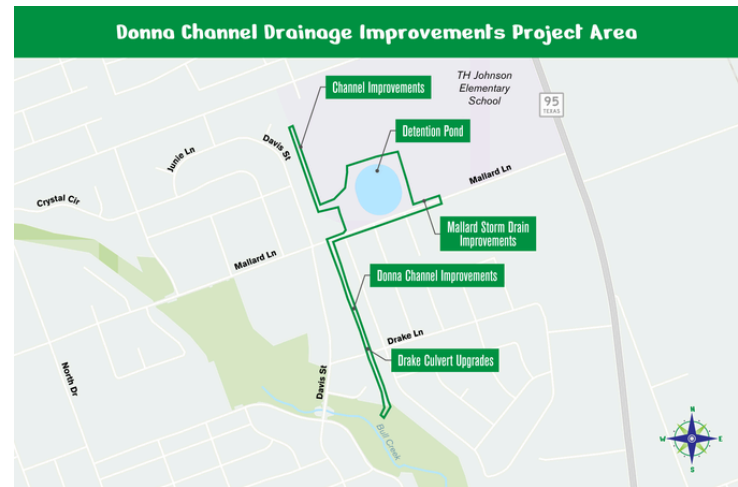 Donna Channel Drainage Improvements Project Area
TH Johnson
Elementary
School
Channel Improvements
95
TEXAS
Detention Pond
Davis St
Junie Ln
Mallard Ln
Crystal Cir
Mallard Storm Drain
Improvements
Mallard Ln
Donna Channel Improvements
Drake Ln
Drake Culvert Upgrades
North Dr
Davis St
Bull Creek
N
W
E
S